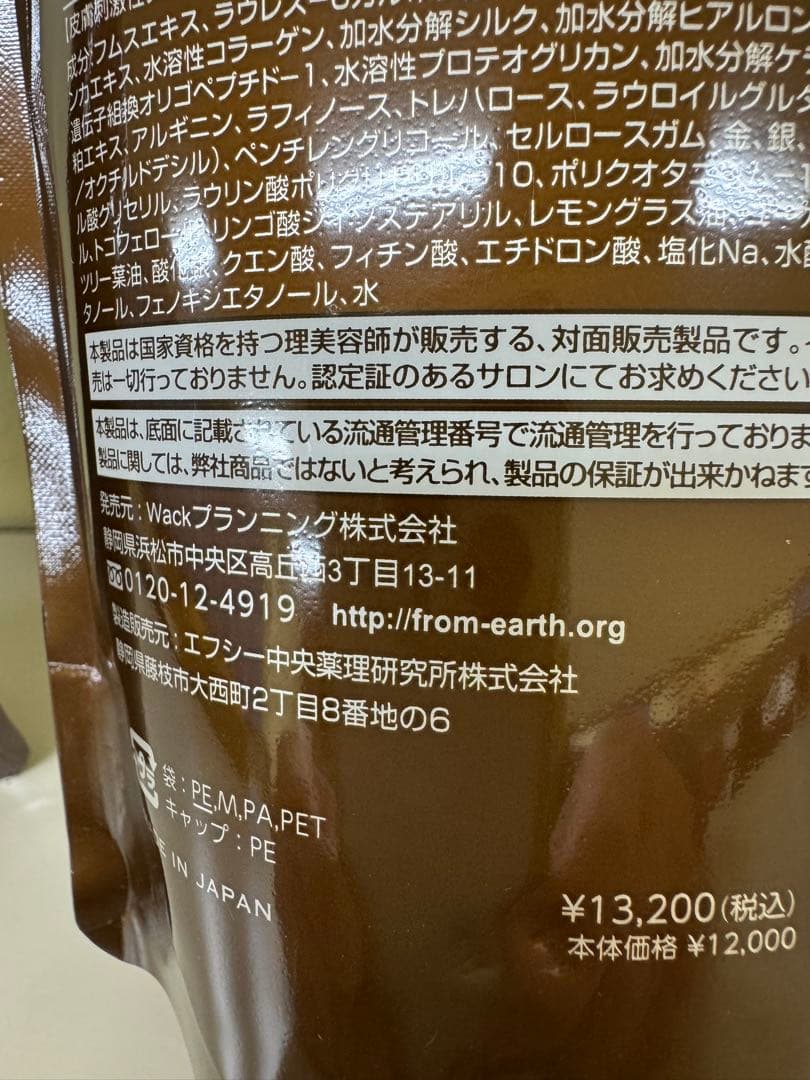 成分:フムスエキス、ラウレス-
エキス、水溶性コラーゲン、加水分解シルク、加水分解ヒアルロン
遺伝子組換オリゴペプチド-1、水溶性プロテオグリカン、加水分解ケ
粕エキス、アルギニン、ラフィノース、トレハロース、ラウロイルグルタ
/オクチルドデシル)、ペンチレングリコール、セルロースガム、金、銀、
ル酸グリセリル、ラウリン酸ポリグリセリル-10、ポリクオタニウム-1
ル、トコフェロール、リンゴ酸ジイソステアリル、レモングラス油、
ツリー葉油、酸化銀、クエン酸、フィチン酸、エチドロン酸、塩化Na、水酸
タノール、フェノキシエタノール、水
本製品は国家資格を持つ理美容師が販売する、対面販売製品です。
売は一切行っておりません。認定証のあるサロンにてお求めください
本製品は、底面に記載されている流通管理番号で流通管理を行っておりま
製品に関しては、弊社商品ではないと考えられ、製品の保証が出来かねます
発売元:Wackプランニング株式会社
静岡県浜松市中央区高丘西3丁目13-11
0120-12-4919 http://from-earth.org
製造販売元:エフシー中央薬理研究所株式会社
静岡県藤枝市大西町2丁目8番地の6
プラ
袋:PE,M,PA,PET
キャップ:PE
E IN JAPAN
¥13,200(税込)
本体価格 ¥12,000